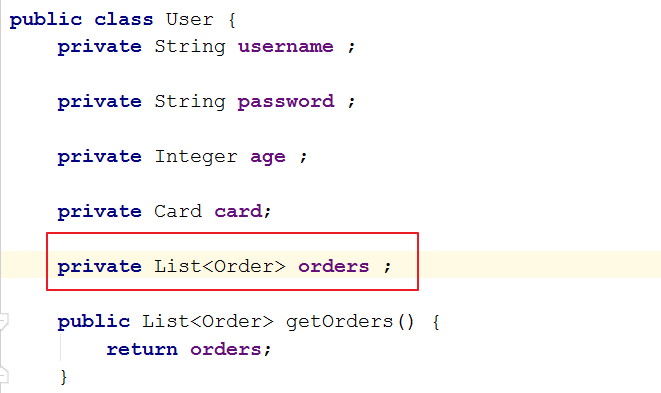 public class User {
private String username ;
private String password ;
private Integer age ;
private Card card;
private List<Order> orders ;
public List<Order> getOrders() {
return orders;
}